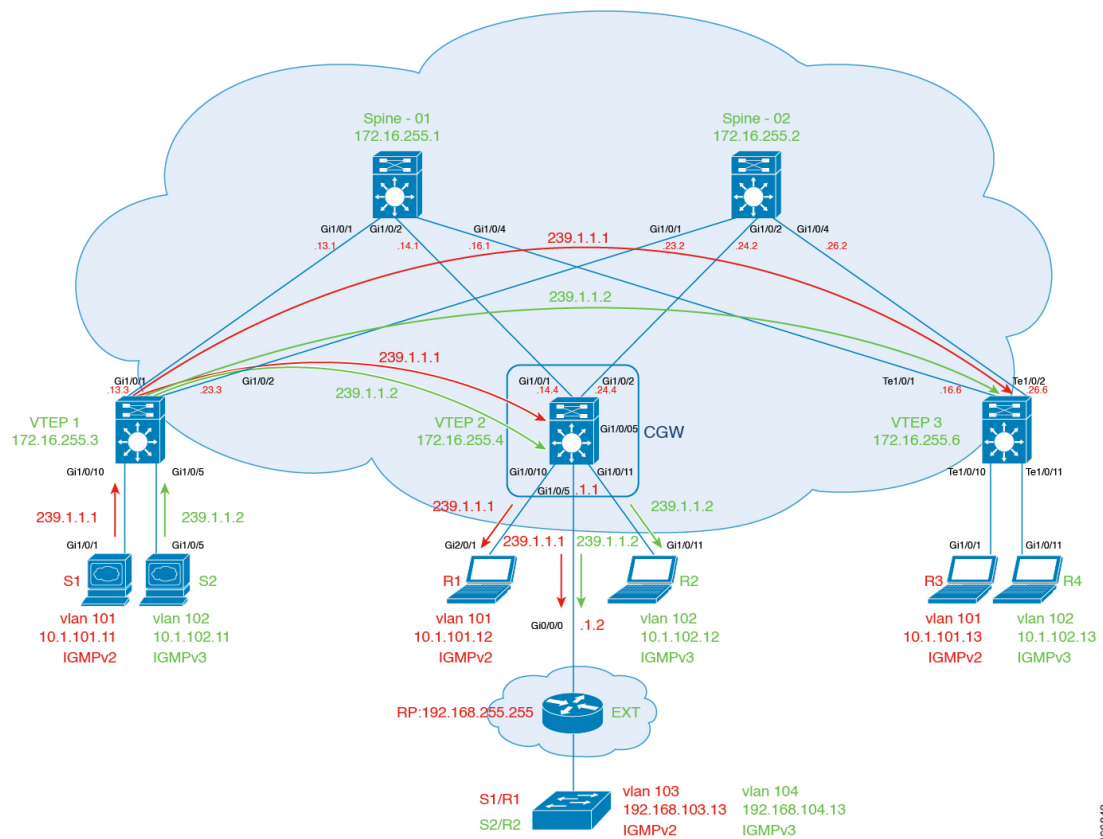 Spine - 01
172.16.255.1
Spine - 02
172.16.255.2
Gi1/0/1
Gi1/0/2
Gi1/0/4
.13.1
.14.1
.16.1
Gi1/0/1
Gi1/0/2
Gi1/0/4
.23.2
.24.2
.26.2
239.1.1.1
239.1.1.2
239.1.1.1
239.1.1.2
Gi1/0/1
Gi1/0/2
.13.3
.23.3
VTEP 1
172.16.255.3
Gi1/0/10
Gi1/0/5
Gi1/0/1
Gi1/0/2
.14.4
.24.4
VTEP 2
172.16.255.4
Gi1/0/05
CGW
Gi1/0/10
Gi1/0/11
Gi1/0/5
.1.1
Te1/0/1
Te1/0/2
.16.6
.26.6
VTEP 3
172.16.255.6
Te1/0/10
Te1/0/11
239.1.1.1
239.1.1.2
Gi1/0/1
Gi1/0/5
S1
S2
vlan 101
10.1.101.11
IGMPv2
vlan 102
10.1.102.11
IGMPv3
239.1.1.1
239.1.1.2
239.1.1.1
239.1.1.2
Gi2/0/1
Gi1/0/11
R1
R2
vlan 101
10.1.101.12
IGMPv2
vlan 102
10.1.102.12
IGMPv3
Gi0/0/0
.1.2
Gi1/0/1
Gi1/0/11
R3
R4
vlan 101
10.1.101.13
IGMPv2
vlan 102
10.1.102.13
IGMPv3
RP:192.168.255.255
EXT
S1/R1
S2/R2
vlan 103
192.168.103.13
IGMPv2
vlan 104
192.168.104.13
IGMPv3